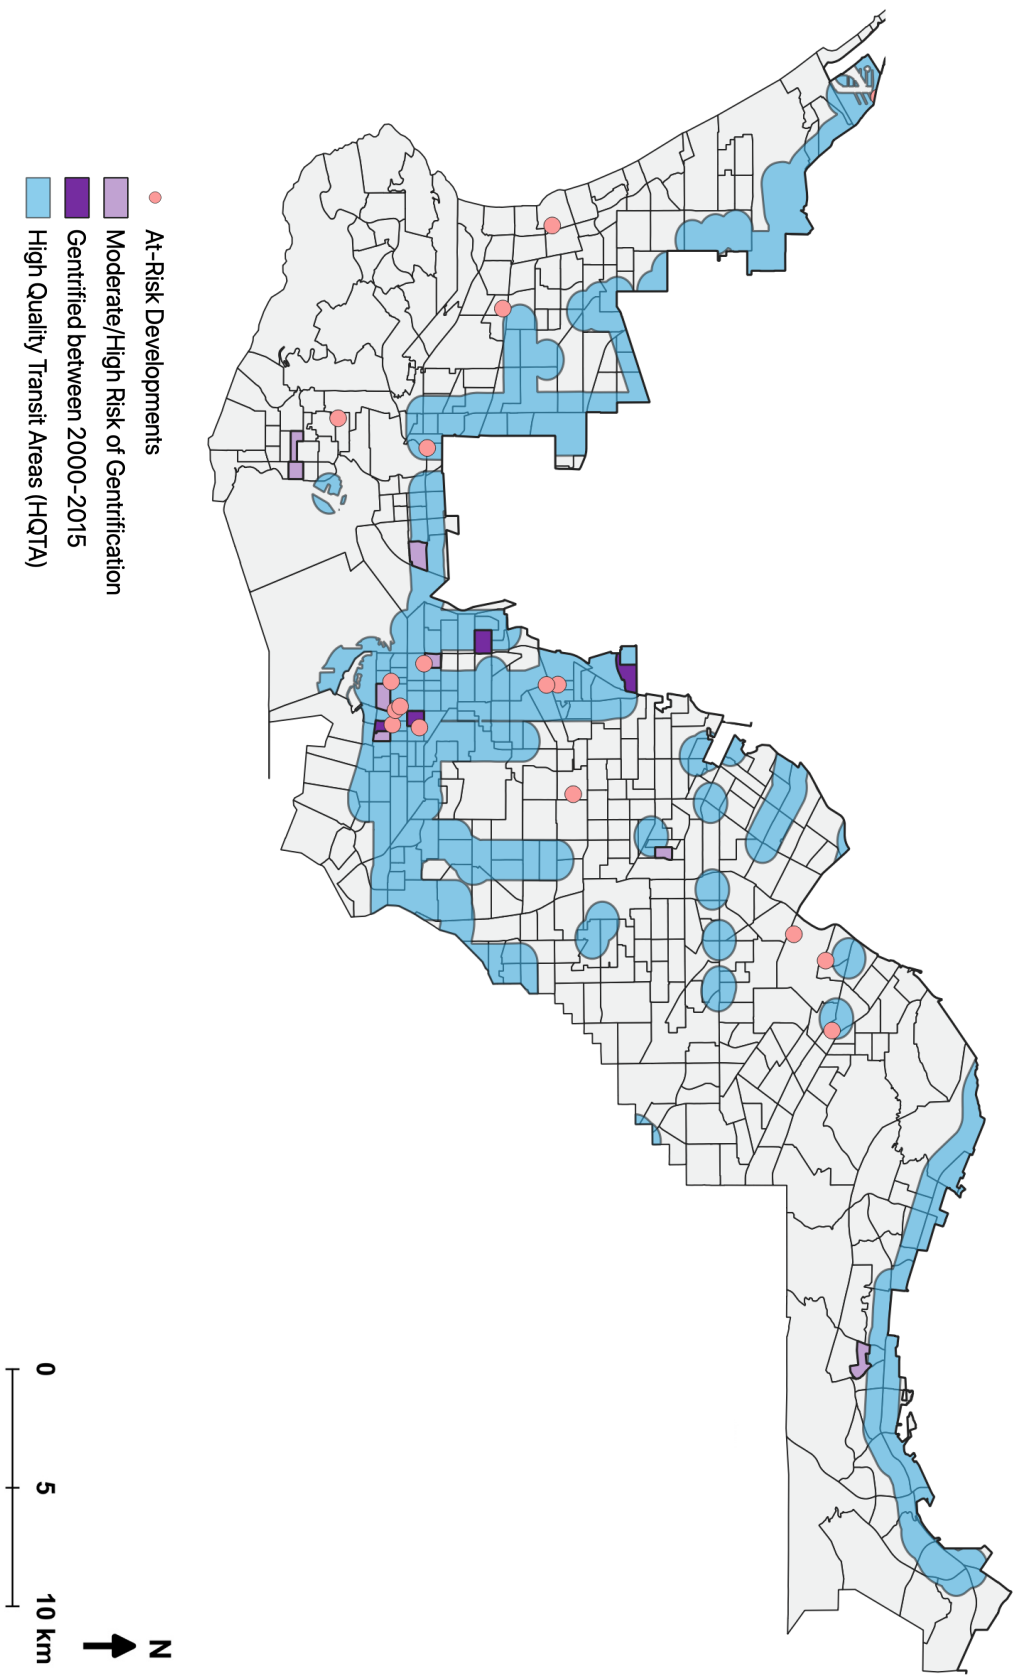 At-Risk Developments
Moderate/High Risk of Gentrification
Gentrified between 2000-2015
High Quality Transit Areas (HQTA)
0
5
10 km
N